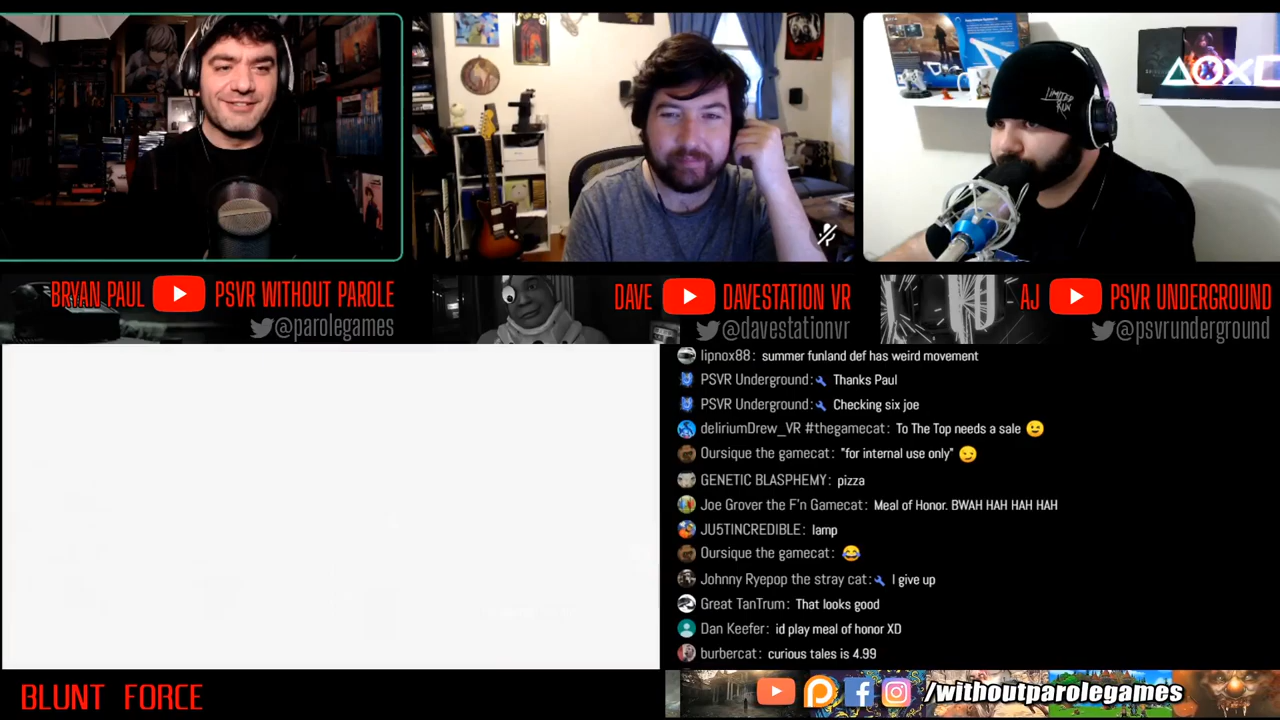 LIMITED
RUN
BRYAN PAUL PSVR WITHOUT PAROLE
@parolegames
DAVE DAVESTATION VR
@davestationvr
AJ PSVR UNDERGROUND
@psvrunderground
lipnox88: summer funland def has weird movement
PSVR Underground: Thanks Paul
PSVR Underground: Checking six joe
deliriumDrew_VR #thegamecat: To The Top needs a sale 😉
Oursique the gamecat: "for internal use only" 😏
GENETIC BLASPHEMY: pizza
Joe Grover the F'n Gamecat: Meal of Honor. BWAH HAH HAH HAH
JU5TINCREDIBLE: lamp
Oursique the gamecat: 😂
Johnny Ryepop the stray cat: I give up
Great TanTrum: That looks good
Dan Keefer: id play meal of honor XD
burbercat: curious tales is 4.99
BLUNT FORCE
/withoutparolegames